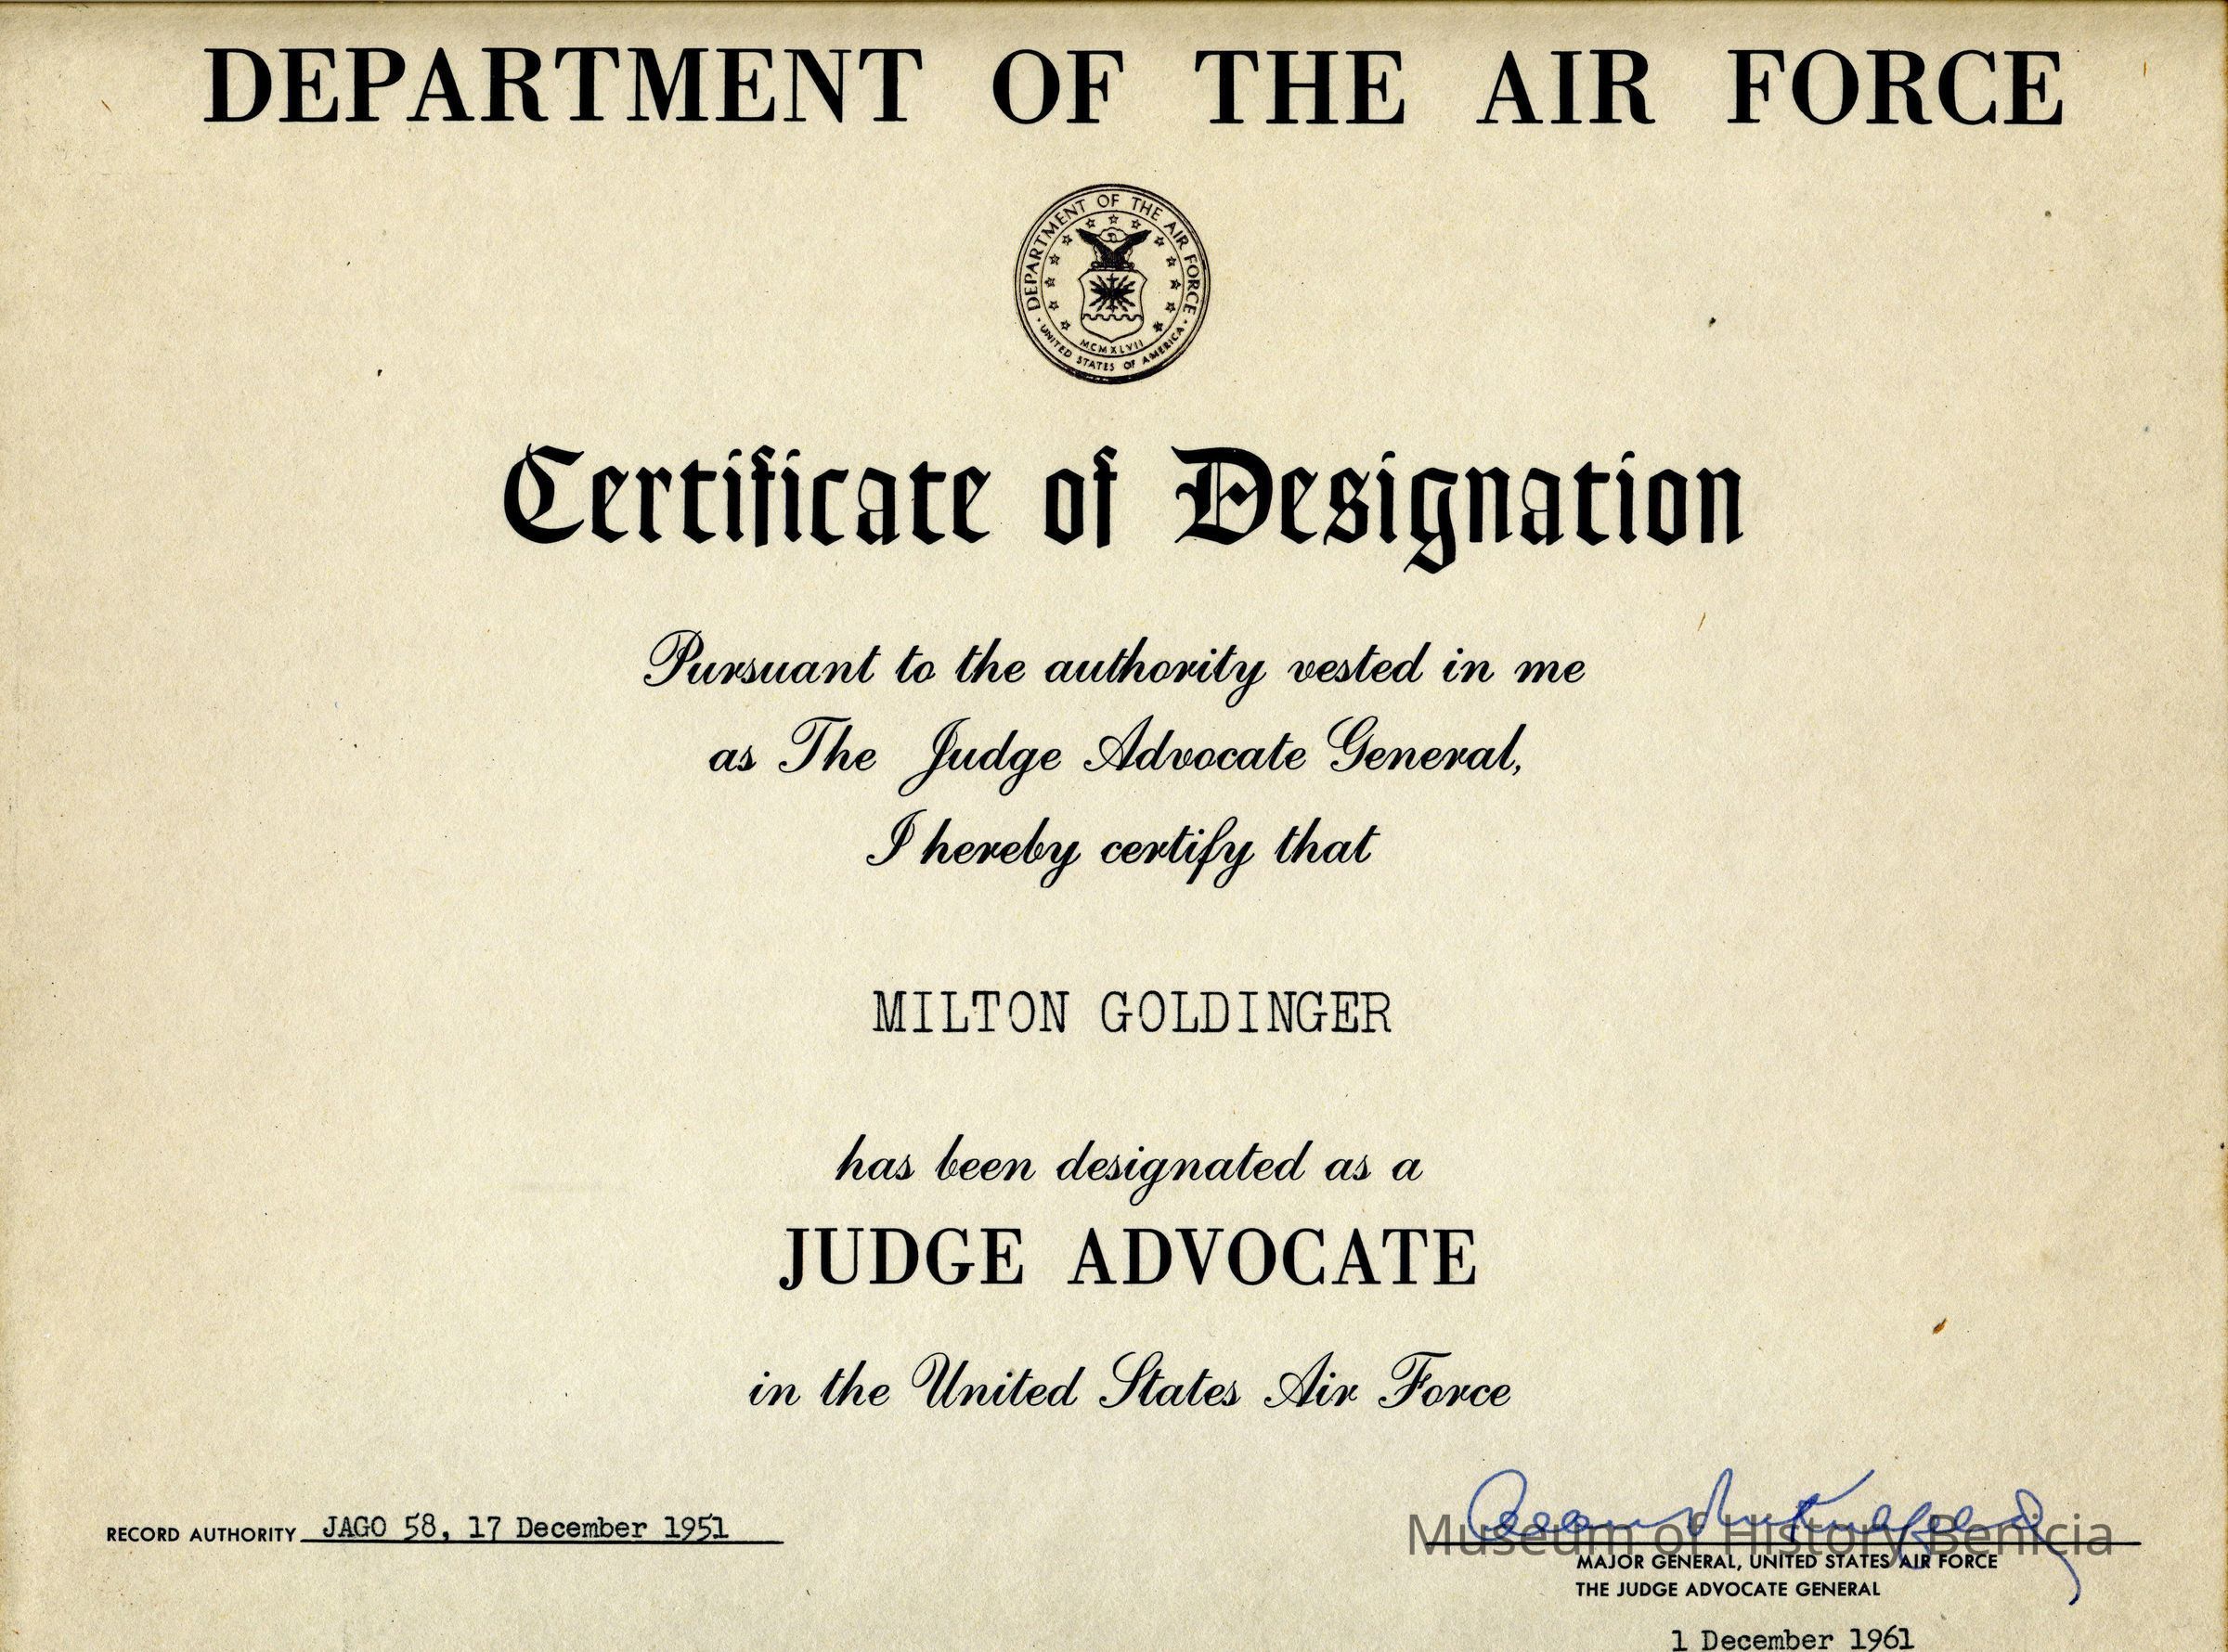 DEPARTMENT OF THE AIR FORCE
DEPARTMENT OF THE AIR FORCE
MCMXLVII
UNITED STATES OF AMERICA
Certificate of Designation
Pursuant to the authority vested in me
as The Judge Advocate General,
I hereby certify that
MILTON GOLDINGER
has been designated as a
JUDGE ADVOCATE
in the United States Air Force
RECORD AUTHORITY JAGO 58, 17 December 1951
Museum of History Benicia
MAJOR GENERAL, UNITED STATES AIR FORCE
THE JUDGE ADVOCATE GENERAL
1 December 1961